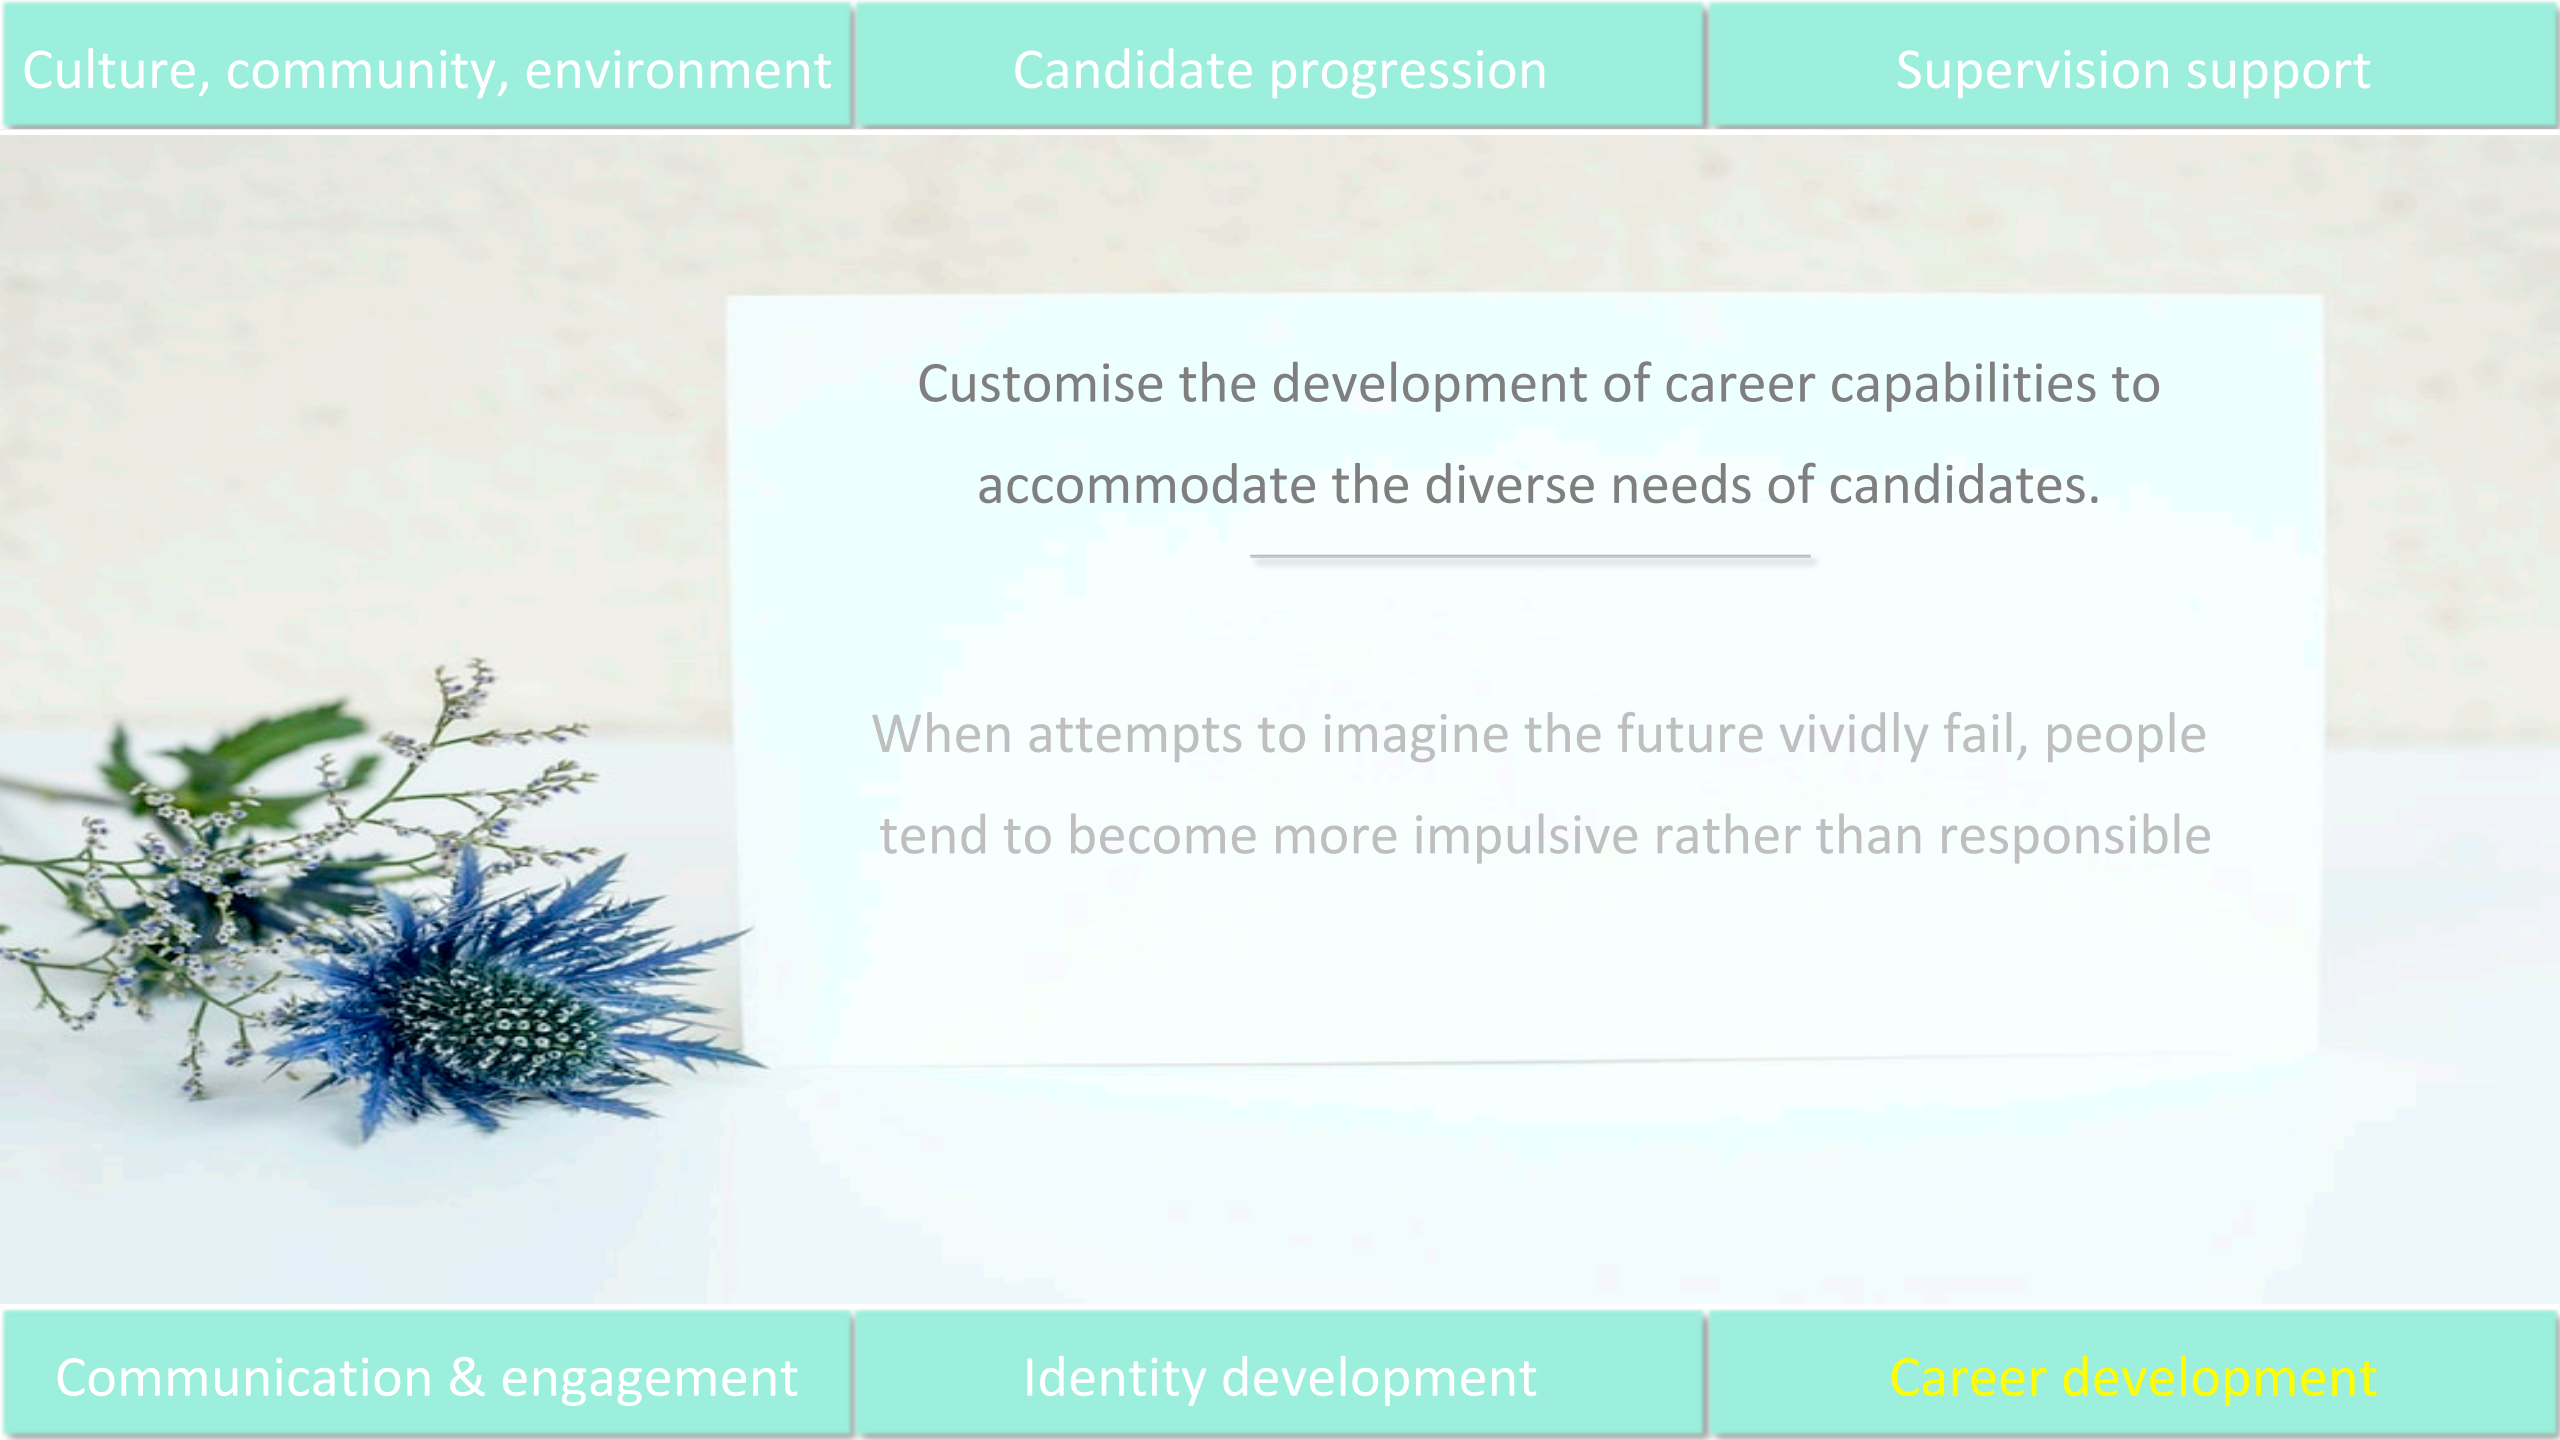 Culture, community, environment
Candidate progression
Supervision support
Customise the development of career capabilities to
accommodate the diverse needs of candidates.
When attempts to imagine the future vividly fail, people
tend to become more impulsive rather than responsible
Communication & engagement
Identity development
Career development